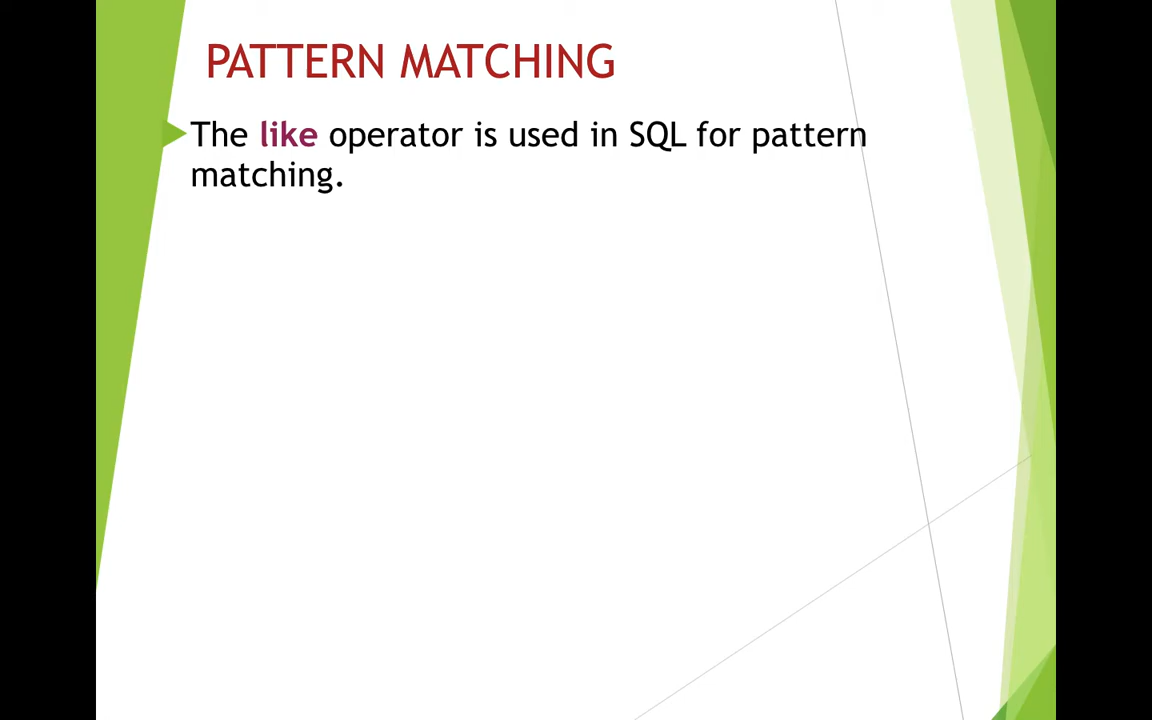 PATTERN MATCHING
The like operator is used in SQL for pattern
matching.